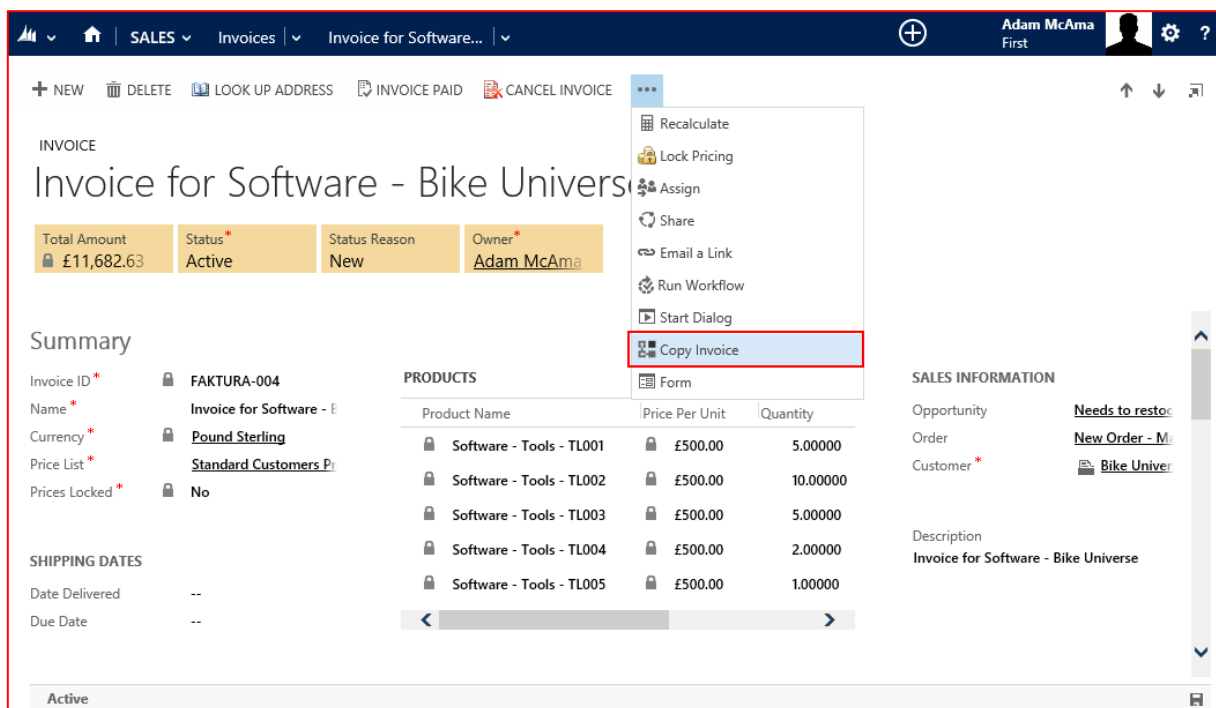 SALES Invoices Invoice for Software... Adam McAma
First
?
NEW DELETE LOOK UP ADDRESS INVOICE PAID CANCEL INVOICE ...
Recalculate
Lock Pricing
Assign
Share
Email a Link
Run Workflow
Start Dialog
Copy Invoice
Form
INVOICE
Invoice for Software - Bike Univers
Total Amount Status* Status Reason Owner*
£11,682.63 Active New Adam McAma
Summary
Invoice ID* FAKTURA-004
Name* Invoice for Software -
Currency* Pound Sterling
Price List* Standard Customers
Prices Locked* No
SHIPPING DATES
Date Delivered --
Due Date --
PRODUCTS
Product Name Price Per Unit Quantity
Software - Tools - TL001 £500.00 5.00000
Software - Tools - TL002 £500.00 10.00000
Software - Tools - TL003 £500.00 5.00000
Software - Tools - TL004 £500.00 2.00000
Software - Tools - TL005 £500.00 1.00000
SALES INFORMATION
Opportunity Needs to restoc
Order New Order - Ma
Customer* Bike Univer
Description
Invoice for Software - Bike Universe
Active